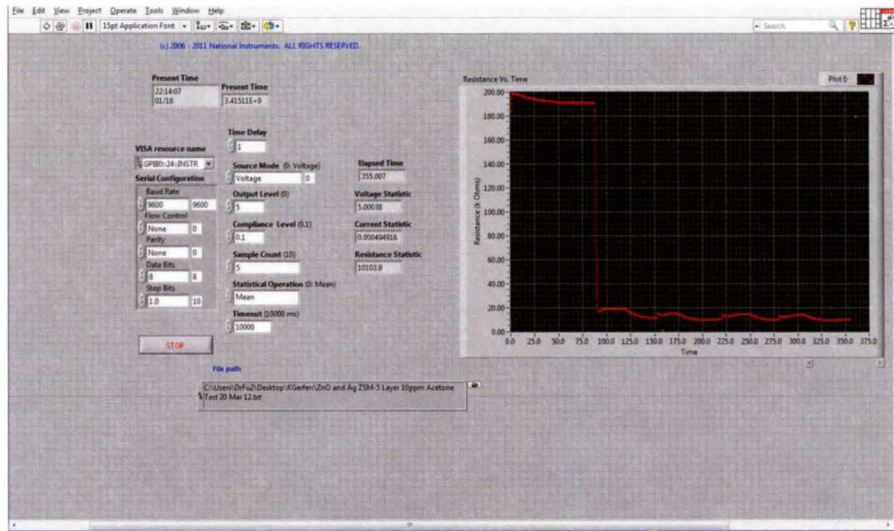 File Edit View Project Operate Tools Window Help
15pt Application Font
Search
(c) 2006 - 2011 National Instruments. ALL RIGHTS RESERVED.
Present Time
22:14:07
01/18
Present Time
3.41511E+9
VISA resource name
GPIB0::24::INSTR
Serial Configuration
Baud Rate
9600 9600
Flow Control
None 0
Parity
None 0
Data Bits
8 8
Stop Bits
1.0 10
STOP
Time Delay
1
Source Mode (0: Voltage)
Voltage 0
Output Level (0)
5
Compliance Level (0.1)
0.1
Sample Count (10)
5
Statistical Operation (0: Mean)
Mean
Timeout (10000 ms)
10000
Elapsed Time
355.007
Voltage Statistic
5.00038
Current Statistic
0.000494916
Resistance Statistic
10103.9
File path
C:\Users\DrFu2\Desktop\KGerfen\ZnO and Ag ZSM-5 Layer 10ppm Acetone
Test 20 Mar 12.txt
Resistance Vs. Time
Plot 0
Resistance (k Ohms)
200.00
180.00
160.00
140.00
120.00
100.00
80.00
60.00
40.00
20.00
0.00
0.0 25.0 50.0 75.0 100.0 125.0 150.0 175.0 200.0 225.0 250.0 275.0 300.0 325.0 350.0 375.0
Time